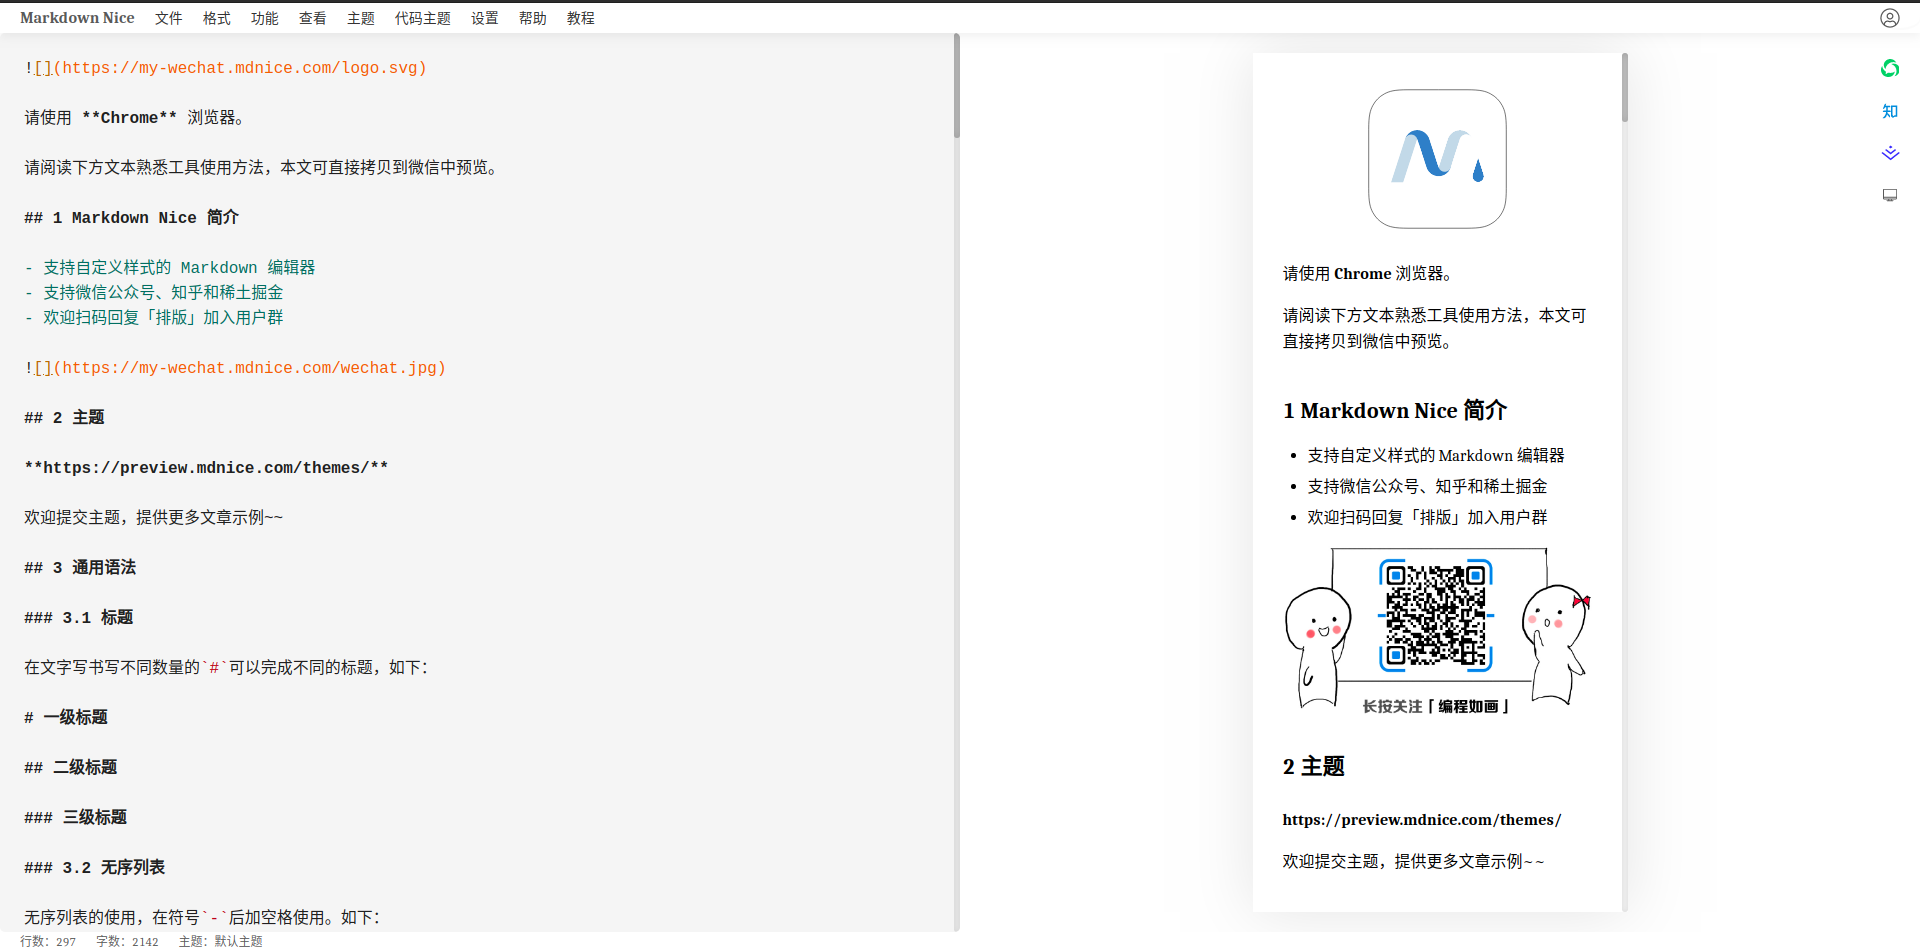 Markdown Nice 文件 格式 功能 查看 主题 代码主题 设置 帮助 教程
![](https://my-wechat.mdnice.com/logo.svg)
请使用 **Chrome** 浏览器。
请阅读下方文本熟悉工具使用方法，本文可直接拷贝到微信中预览。
## 1 Markdown Nice 简介
- 支持自定义样式的 Markdown 编辑器
- 支持微信公众号、知乎和稀土掘金
- 欢迎扫码回复「排版」加入用户群
![](https://my-wechat.mdnice.com/wechat.jpg)
## 2 主题
**https://preview.mdnice.com/themes/**
欢迎提交主题，提供更多文章示例~~
## 3 通用语法
### 3.1 标题
在文字写书写不同数量的`#`可以完成不同的标题，如下：
# 一级标题
## 二级标题
### 三级标题
### 3.2 无序列表
无序列表的使用，在符号`-`后加空格使用。如下：
请使用 Chrome 浏览器。
请阅读下方文本熟悉工具使用方法，本文可
直接拷贝到微信中预览。
1 Markdown Nice 简介
支持自定义样式的 Markdown 编辑器
支持微信公众号、知乎和稀土掘金
欢迎扫码回复「排版」加入用户群
长按关注「编程如画」
2 主题
https://preview.mdnice.com/themes/
欢迎提交主题，提供更多文章示例~~
知
行数：297 字数：2142 主题：默认主题